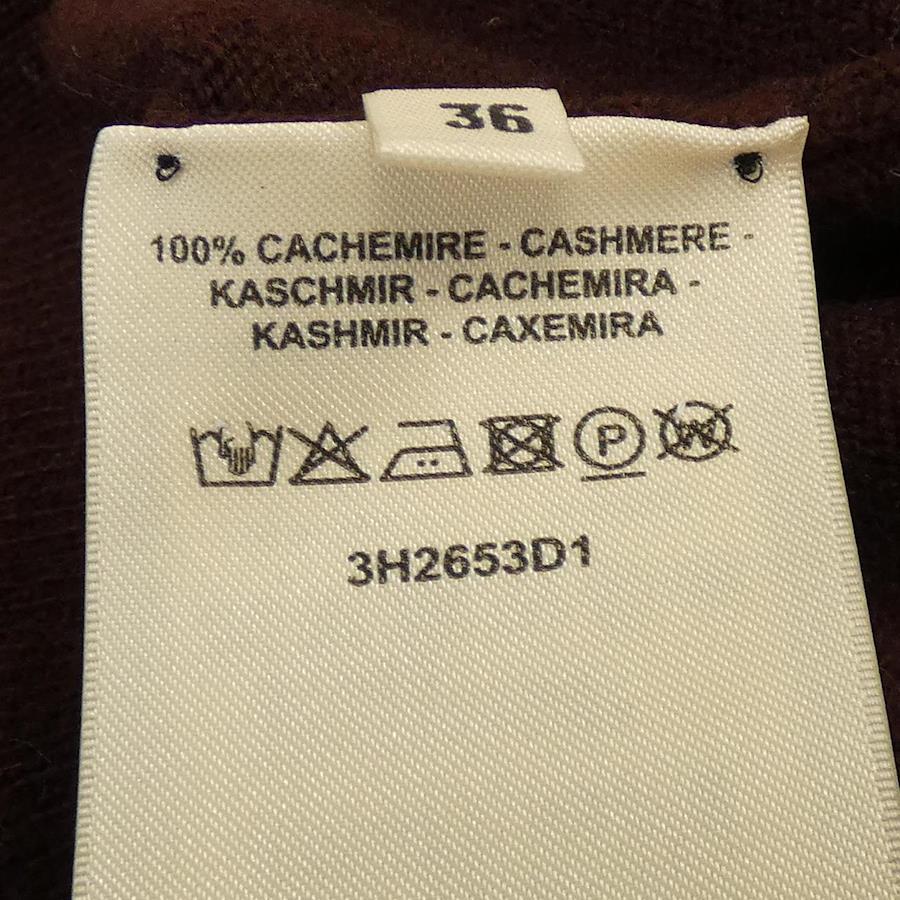 36
100% CACHEMIRE - CASHMERE -
KASCHMIR - CACHEMIRA -
KASHMIR - CAXEMIRA
P W
3H2653D1